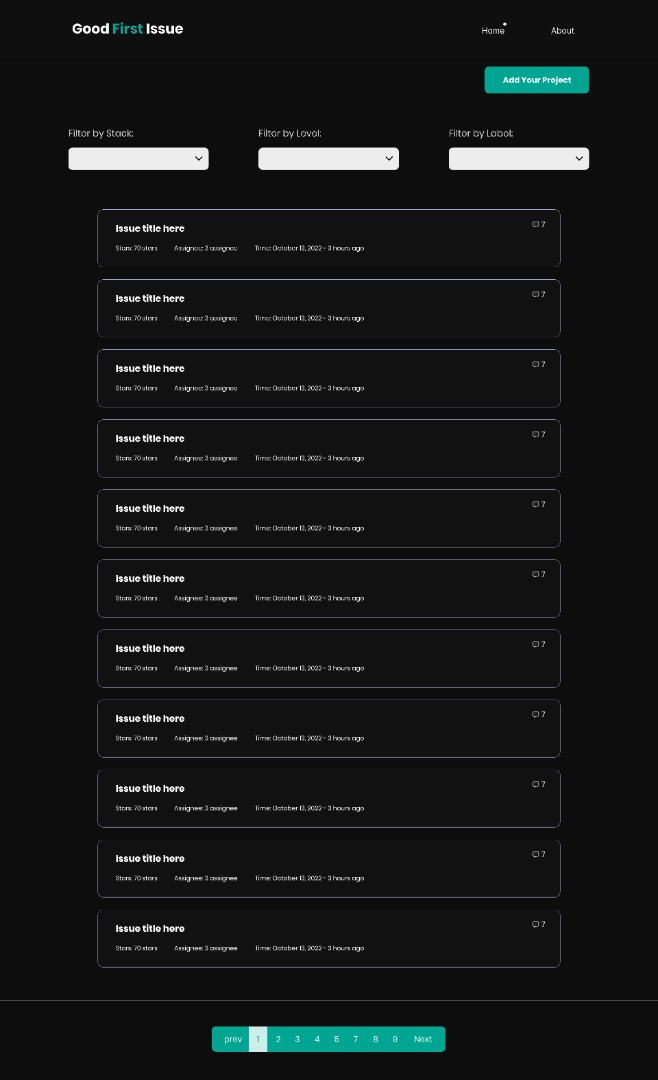 Good First Issue
Home
About
Add Your Project
Filter by Stack:
Filter by Level:
Filter by Label:
Issue title here
7
Stars: 70 stars Assignee: 3 assignee Time: October 13, 2022 - 3 hours ago
Issue title here
7
Stars: 70 stars Assignee: 3 assignee Time: October 13, 2022 - 3 hours ago
Issue title here
7
Stars: 70 stars Assignee: 3 assignee Time: October 13, 2022 - 3 hours ago
Issue title here
7
Stars: 70 stars Assignee: 3 assignee Time: October 13, 2022 - 3 hours ago
Issue title here
7
Stars: 70 stars Assignee: 3 assignee Time: October 13, 2022 - 3 hours ago
Issue title here
7
Stars: 70 stars Assignee: 3 assignee Time: October 13, 2022 - 3 hours ago
Issue title here
7
Stars: 70 stars Assignee: 3 assignee Time: October 13, 2022 - 3 hours ago
Issue title here
7
Stars: 70 stars Assignee: 3 assignee Time: October 13, 2022 - 3 hours ago
Issue title here
7
Stars: 70 stars Assignee: 3 assignee Time: October 13, 2022 - 3 hours ago
Issue title here
7
Stars: 70 stars Assignee: 3 assignee Time: October 13, 2022 - 3 hours ago
Issue title here
7
Stars: 70 stars Assignee: 3 assignee Time: October 13, 2022 - 3 hours ago
prev 1 2 3 4 5 6 7 8 9 Next